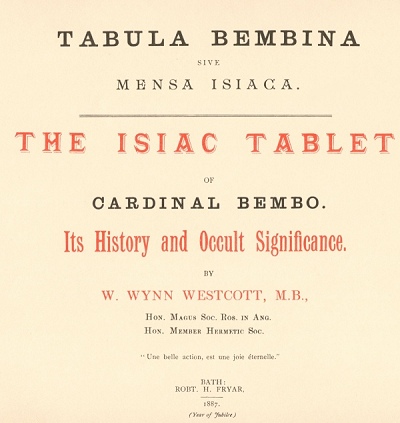 TABULA BEMBINA
SIVE
MENSA ISIACA.
THE ISIAC TABLET
OF
CARDINAL BEMBO.
Its History and Occult Significance.
BY
W. WYNN WESTCOTT, M.B.,
HON. MAGUS SOC. ROS. IN ANG.
HON. MEMBER HERMETIC SOC.
"Une belle action, est une joie éternelle."
BATH:
ROBT. H. FRYAR.
1887.
(Year of Jubilee)